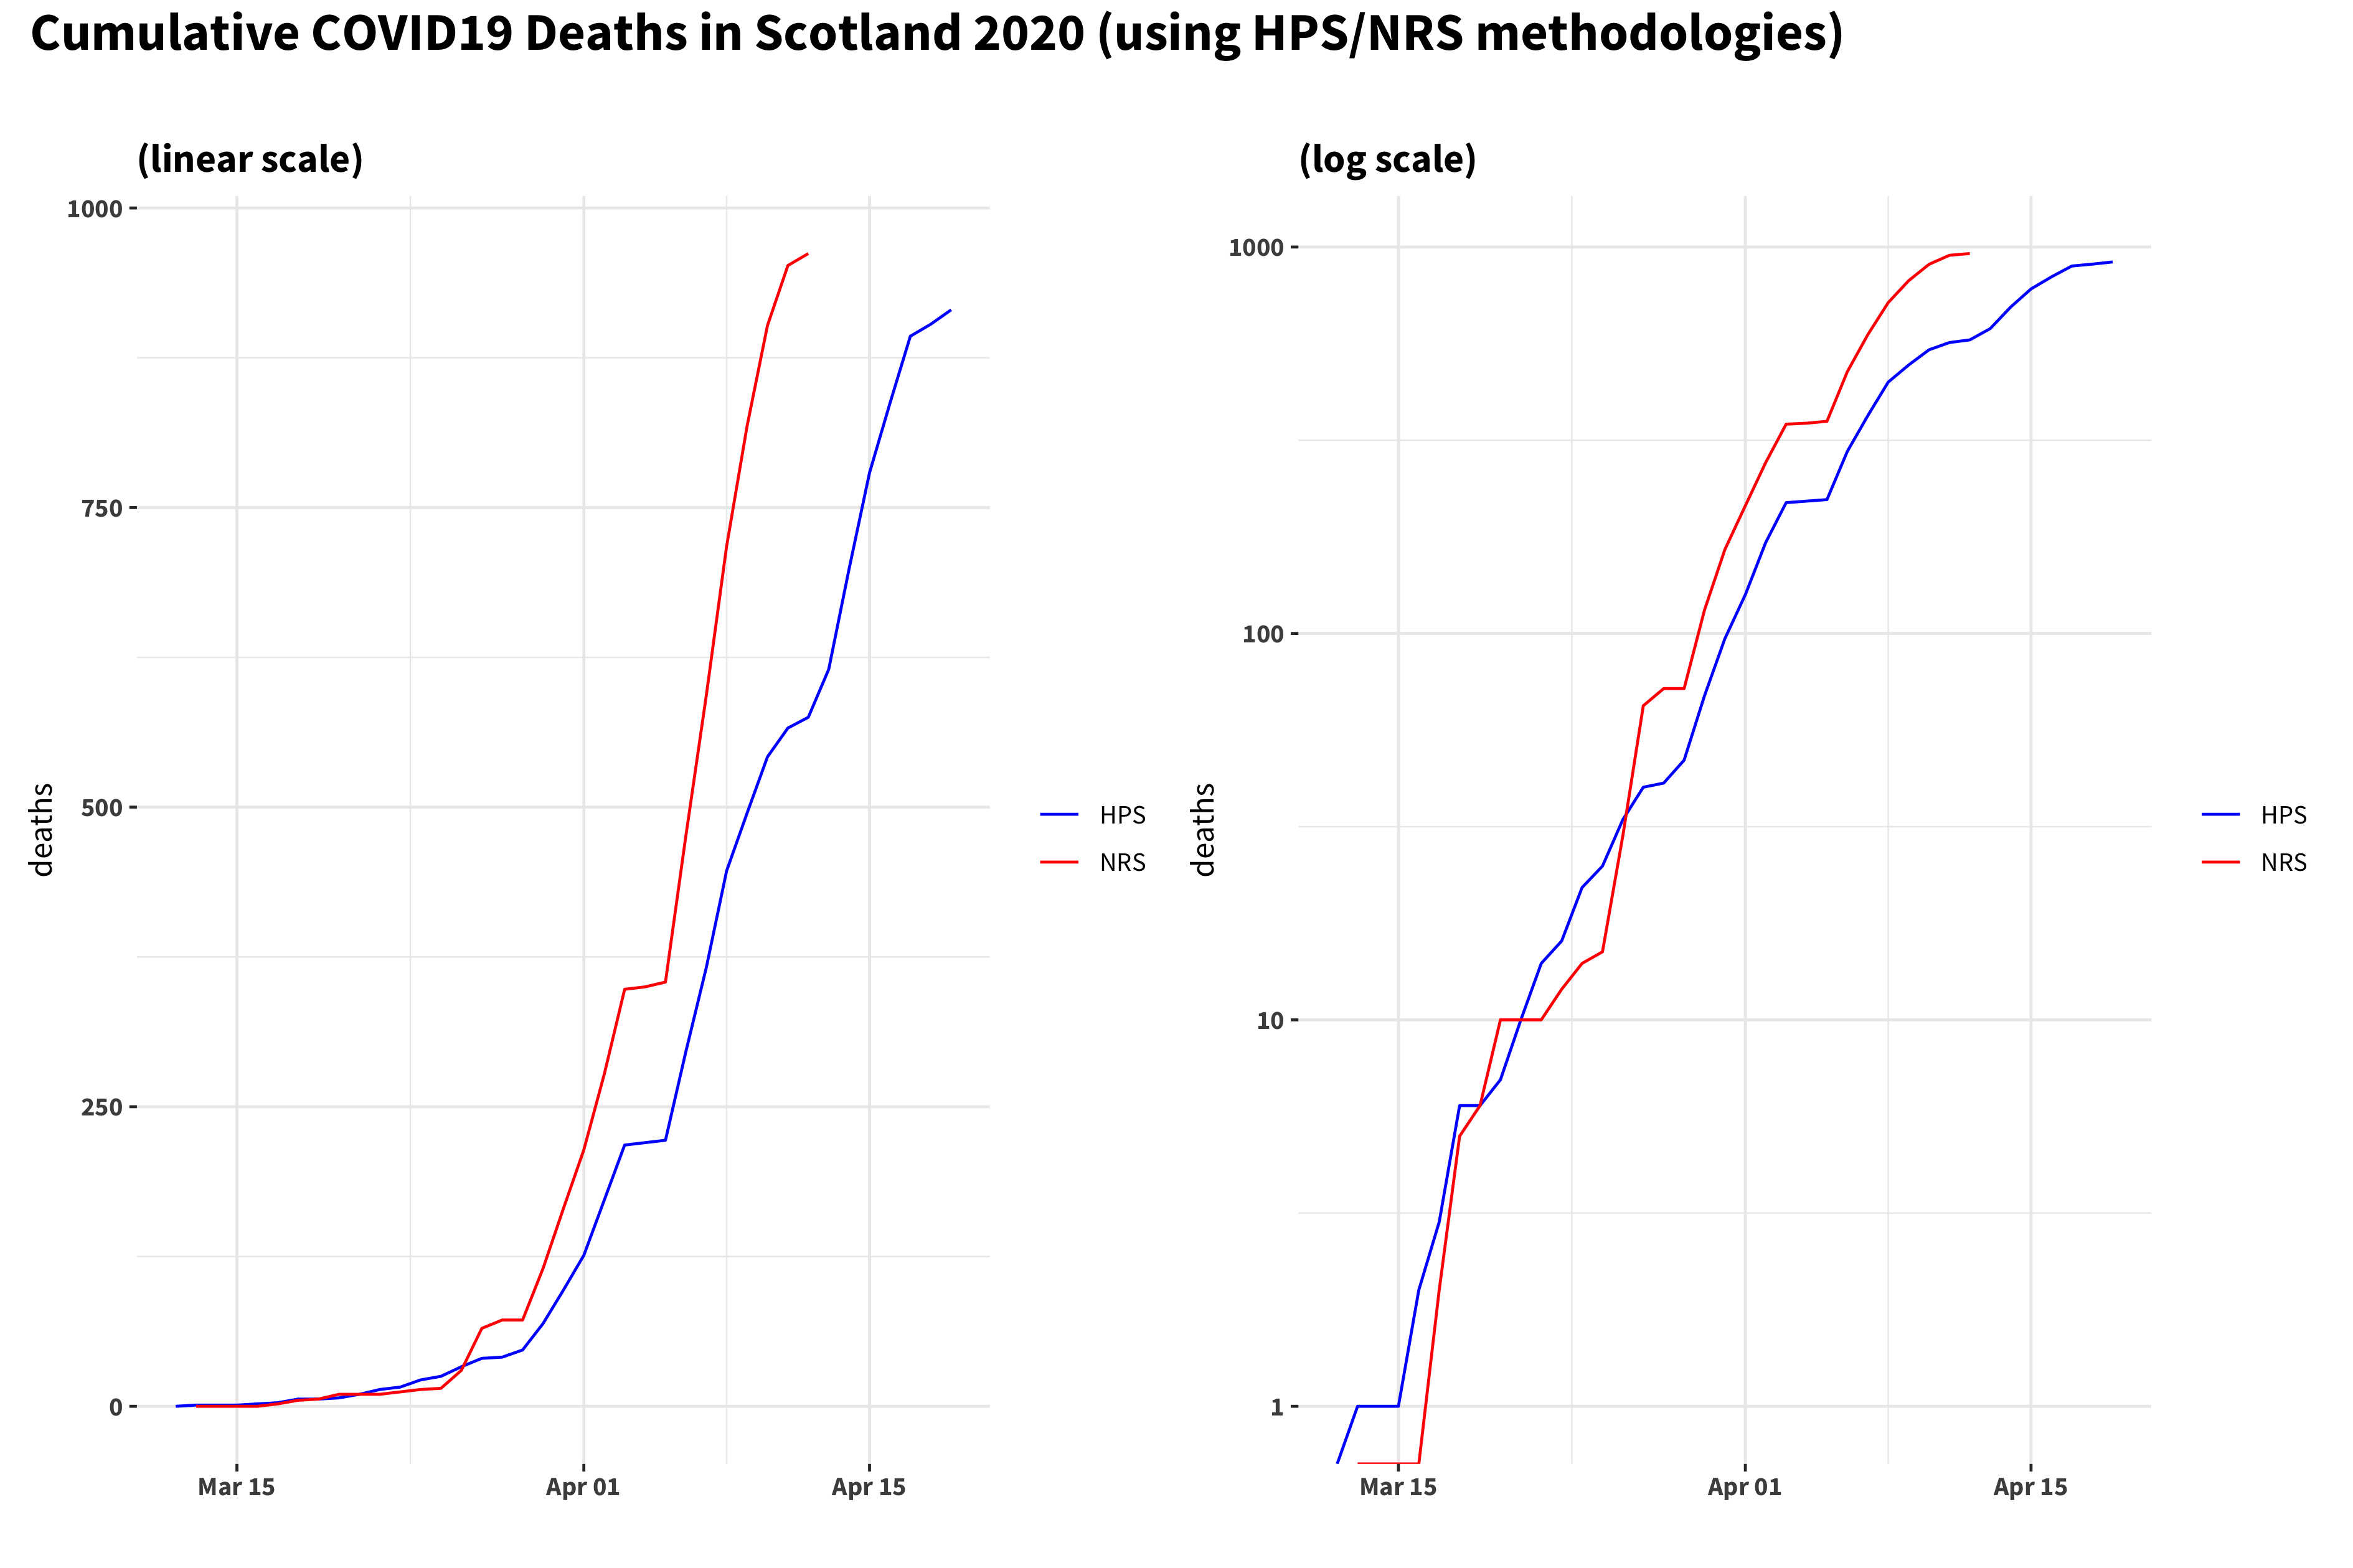 Cumulative COVID19 Deaths in Scotland 2020 (using HPS/NRS methodologies)
(linear scale)
1000
750
500
250
0
deaths
Mar 15
Apr 01
Apr 15
HPS
NRS
(log scale)
1000
100
10
1
deaths
Mar 15
Apr 01
Apr 15
HPS
NRS